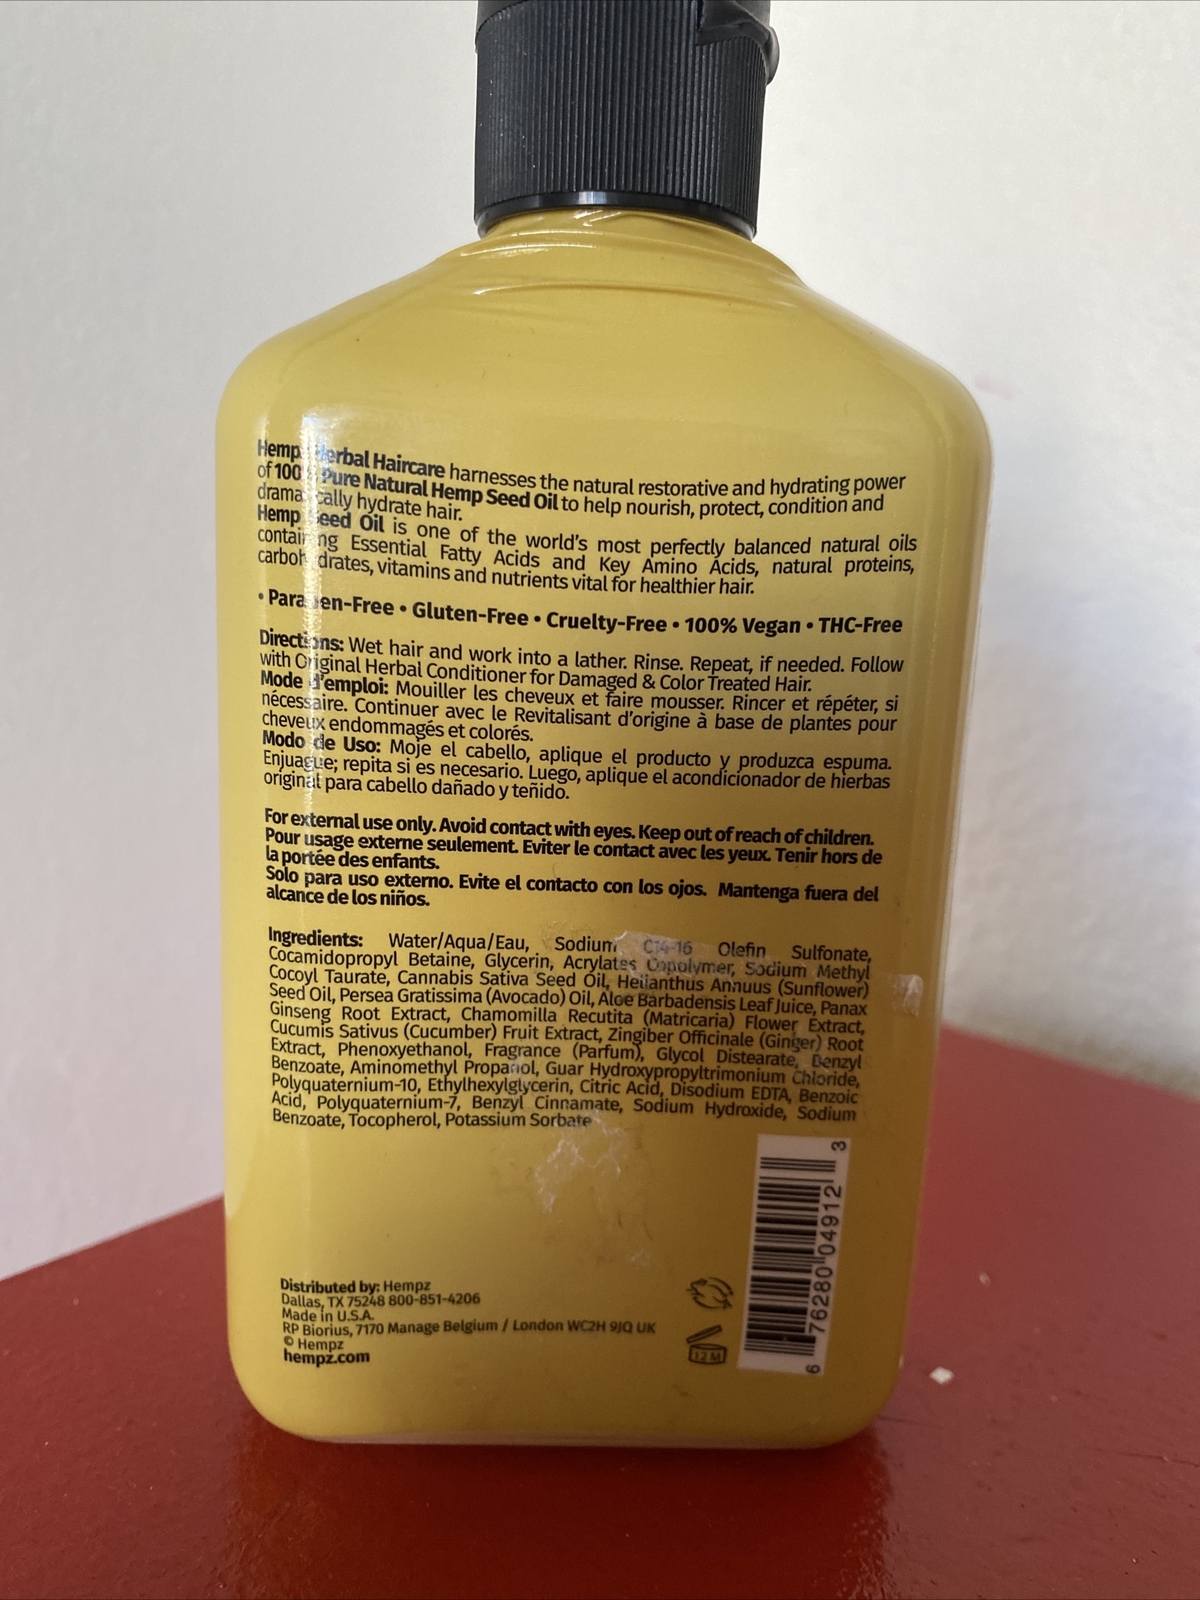 Hempz Herbal Haircare harnesses the natural restorative and hydrating power
of 100% Pure Natural Hemp Seed Oil to help nourish, protect, condition and
dramatically hydrate hair.
Hemp Seed Oil is one of the world's most perfectly balanced natural oils
containing Essential Fatty Acids and Key Amino Acids, natural proteins,
carbohydrates, vitamins and nutrients vital for healthier hair.
• Paraben-Free • Gluten-Free • Cruelty-Free • 100% Vegan • THC-Free
Directions: Wet hair and work into a lather. Rinse. Repeat, if needed. Follow
with Original Herbal Conditioner for Damaged & Color Treated Hair.
Mode d'emploi: Mouiller les cheveux et faire mousser. Rincer et répéter, si
nécessaire. Continuer avec le Revitalisant d'origine à base de plantes pour
cheveux endommagés et colorés.
Modo de Uso: Moje el cabello, aplique el producto y produzca espuma.
Enjuague; repita si es necesario. Luego, aplique el acondicionador de hierbas
original para cabello dañado y teñido.
For external use only. Avoid contact with eyes. Keep out of reach of children.
Pour usage externe seulement. Eviter le contact avec les yeux. Tenir hors de
la portée des enfants.
Solo para uso externo. Evite el contacto con los ojos. Mantenga fuera del
alcance de los niños.
Ingredients: Water/Aqua/Eau, Sodium C14-16 Olefin Sulfonate,
Cocamidopropyl Betaine, Glycerin, Acrylates Copolymer, Sodium Methyl
Cocoyl Taurate, Cannabis Sativa Seed Oil, Helianthus Annuus (Sunflower)
Seed Oil, Persea Gratissima (Avocado) Oil, Aloe Barbadensis Leaf Juice, Panax
Ginseng Root Extract, Chamomilla Recutita (Matricaria) Flower Extract,
Cucumis Sativus (Cucumber) Fruit Extract, Zingiber Officinale (Ginger) Root
Extract, Phenoxyethanol, Fragrance (Parfum), Glycol Distearate, Benzyl
Benzoate, Aminomethyl Propanol, Guar Hydroxypropyltrimonium Chloride,
Polyquaternium-10, Ethylhexylglycerin, Citric Acid, Disodium EDTA, Benzoic
Acid, Polyquaternium-7, Benzyl Cinnamate, Sodium Hydroxide, Sodium
Benzoate, Tocopherol, Potassium Sorbate
Distributed by: Hempz
Dallas, TX 75248 800-851-4206
Made in U.S.A.
RP Biorius, 7170 Manage Belgium / London WC2H 9JQ UK
© Hempz
hempz.com
12 M
6 76280 04912 3